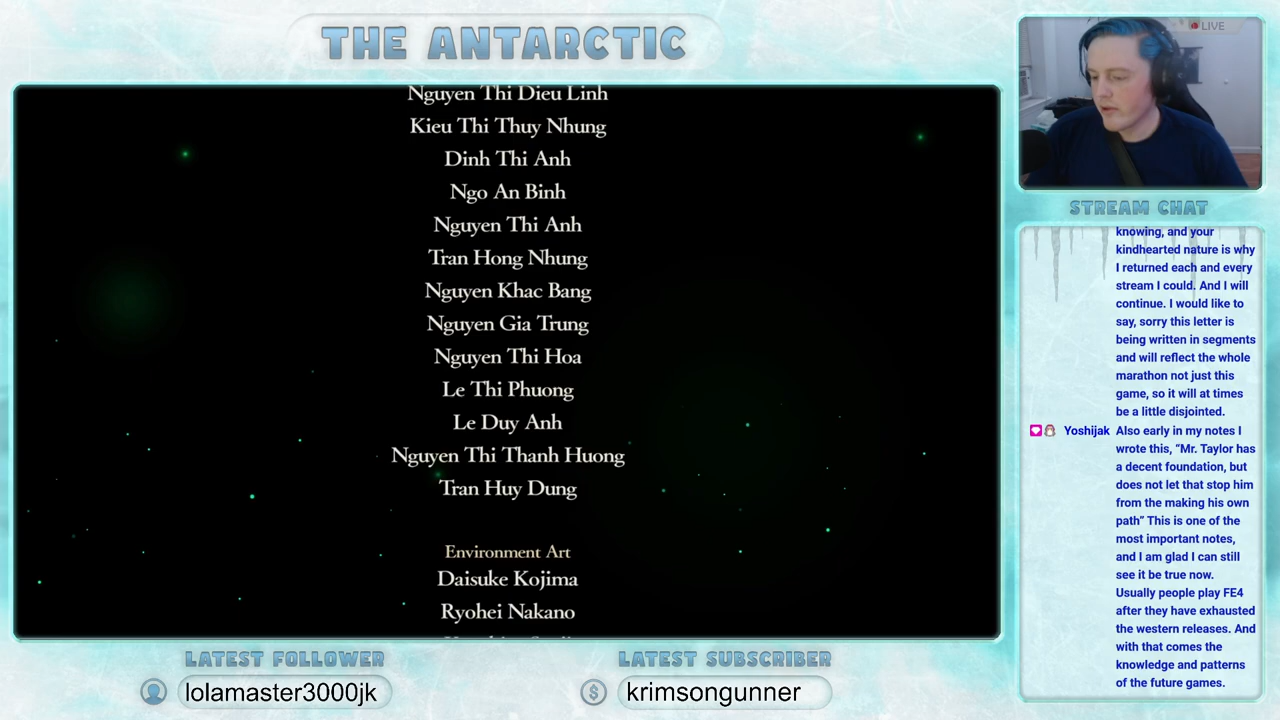 THE ANTARCTIC
LIVE
Nguyen Thi Dieu Linh
Kieu Thi Thuy Nhung
Dinh Thi Anh
Ngo An Binh
Nguyen Thi Anh
Tran Hong Nhung
Nguyen Khac Bang
Nguyen Gia Trung
Nguyen Thi Hoa
Le Thi Phuong
Le Duy Anh
Nguyen Thi Thanh Huong
Tran Huy Dung
Environment Art
Daisuke Kojima
Ryohei Nakano
STREAM CHAT
knowing, and your
kindhearted nature is why
I returned each and every
stream I could. And I will
continue. I would like to
say, sorry this letter is
being written in segments
and will reflect the whole
marathon not just this
game, so it will at times
be a little disjointed.
Yoshijak Also early in my notes I
wrote this, “Mr. Taylor has
a decent foundation, but
does not let that stop him
from the making his own
path” This is one of the
most important notes,
and I am glad I can still
see it be true now.
Usually people play FE4
after they have exhausted
the western releases. And
with that comes the
knowledge and patterns
of the future games.
LATEST FOLLOWER
lolamaster3000jk
LATEST SUBSCRIBER
krimsongunner